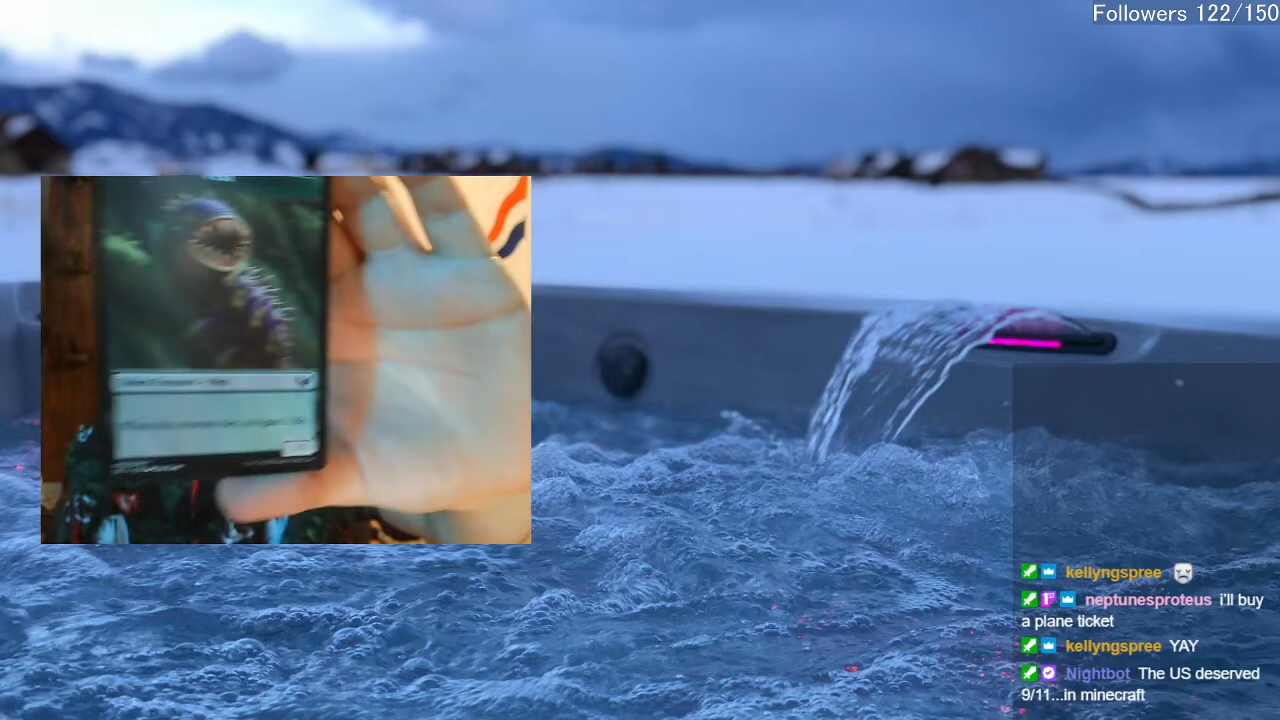 Followers 122/150
kellyngspree
neptunesproteus i'll buy
a plane ticket
kellyngspree YAY
Nightbot The US deserved
9/11...in minecraft